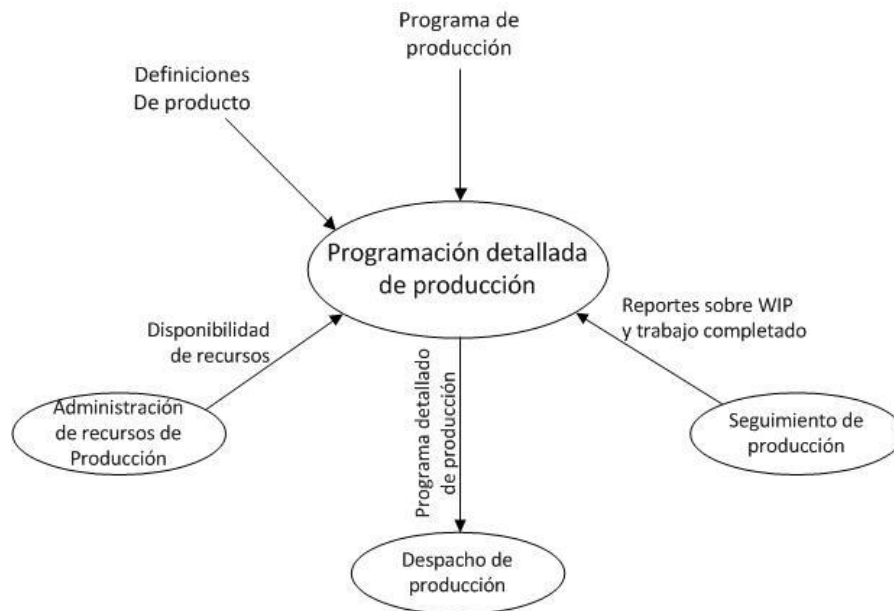 Programa de
producción
Definiciones
De producto
Programación detallada
de producción
Disponibilidad
de recursos
Reportes sobre WIP
y trabajo completado
Programa detallado
de producción
Administración
de recursos de
Producción
Seguimiento de
producción
Despacho de
producción